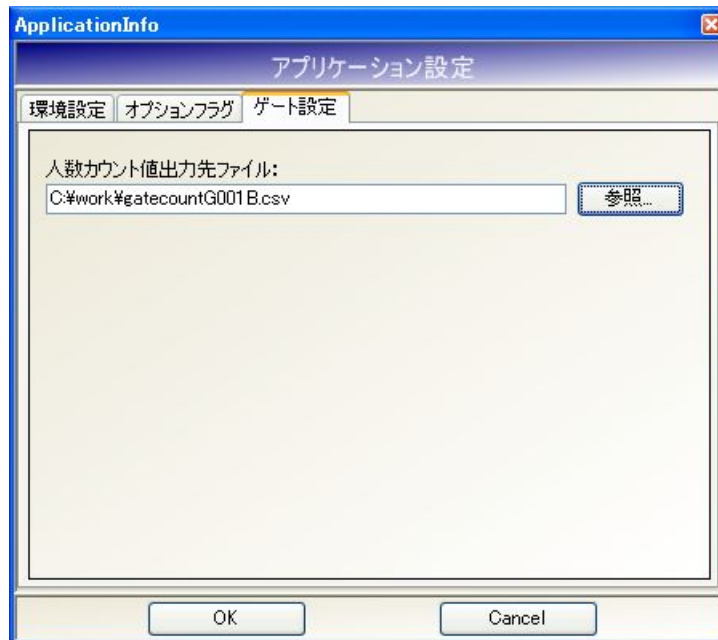 ApplicationInfo
アプリケーション設定
環境設定 オプションフラグ ゲート設定
人数カウント値出力先ファイル:
C:¥work¥gatecountG001B.csv 参照...
OK Cancel